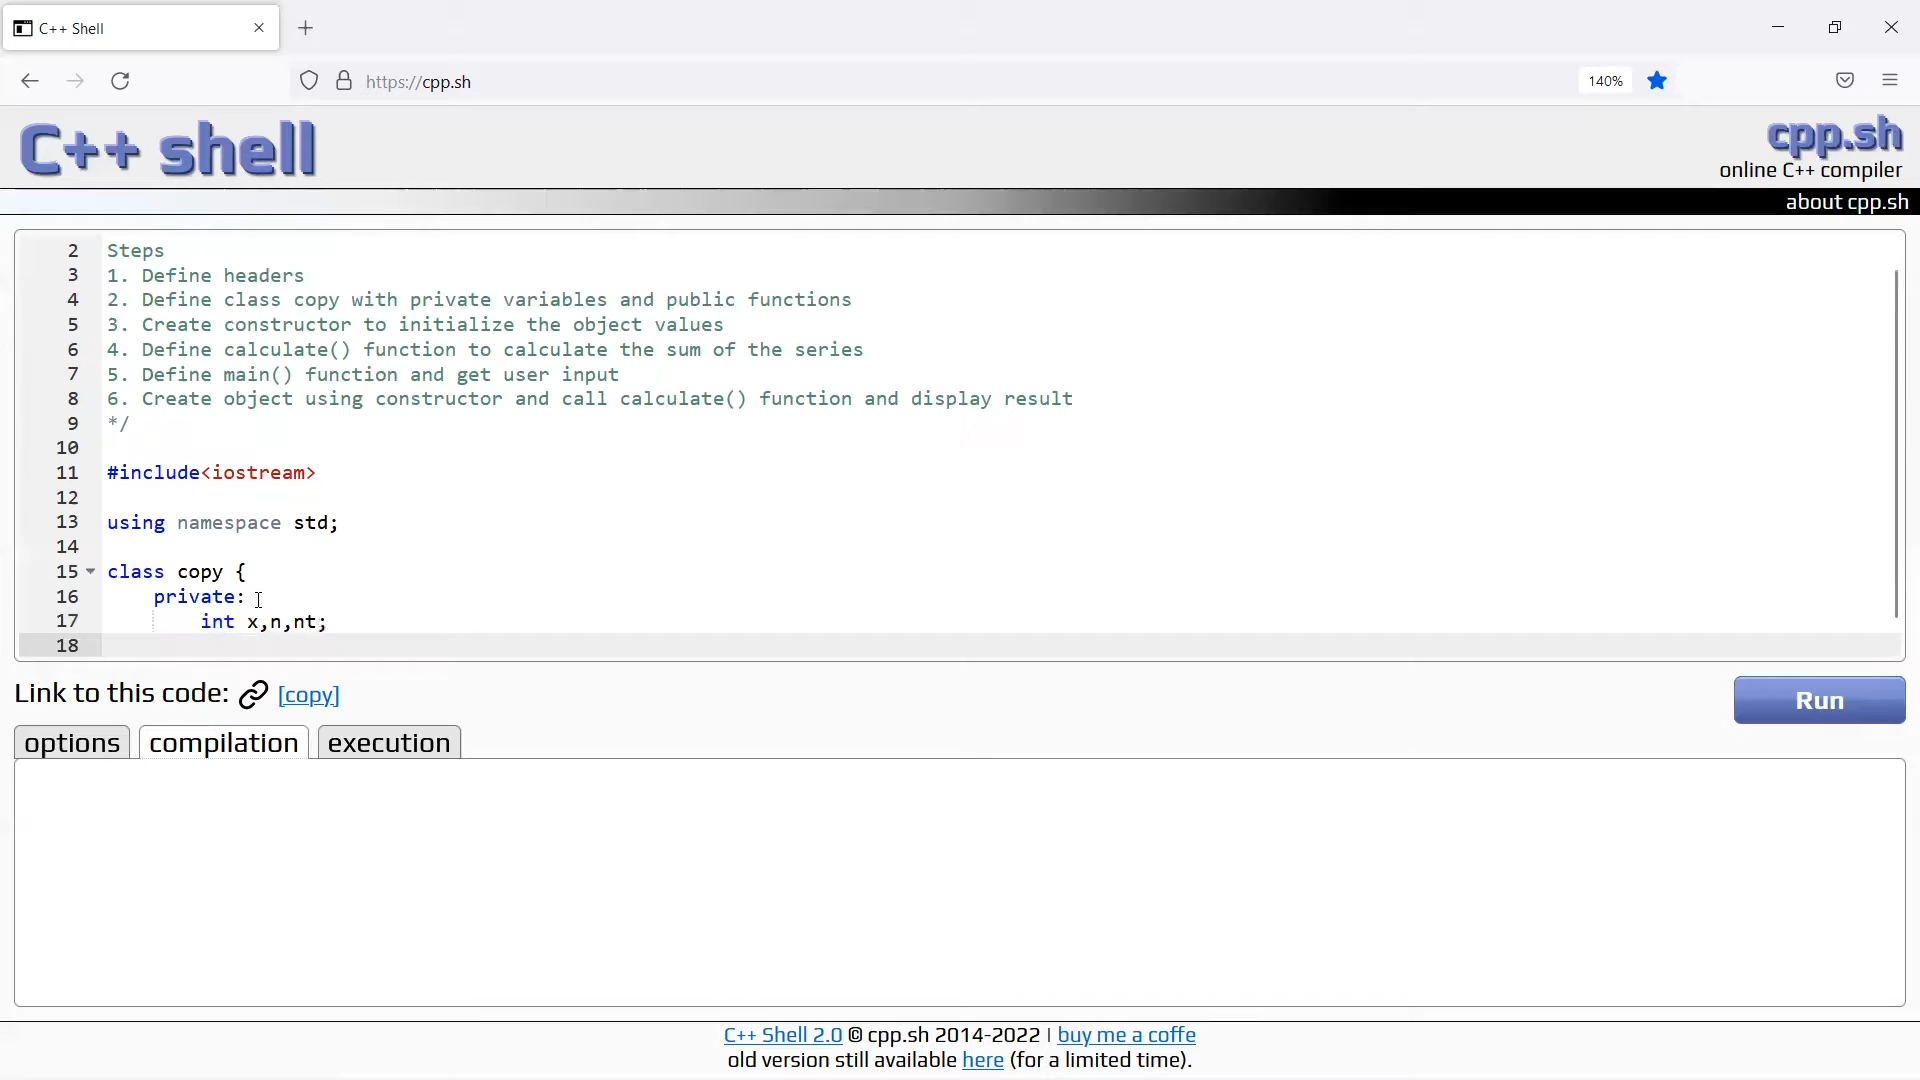 C++ Shell
https://cpp.sh
140%
C++ shell
cpp.sh
online C++ compiler
about cpp.sh
2 Steps
3 1. Define headers
4 2. Define class copy with private variables and public functions
5 3. Create constructor to initialize the object values
6 4. Define calculate() function to calculate the sum of the series
7 5. Define main() function and get user input
8 6. Create object using constructor and call calculate() function and display result
9 */
10
11 #include<iostream>
12
13 using namespace std;
14
15 class copy {
16 private:
17 int x,n,nt;
18
Link to this code: [copy]
Run
options compilation execution
C++ Shell 2.0 © cpp.sh 2014-2022 | buy me a coffe
old version still available here (for a limited time).